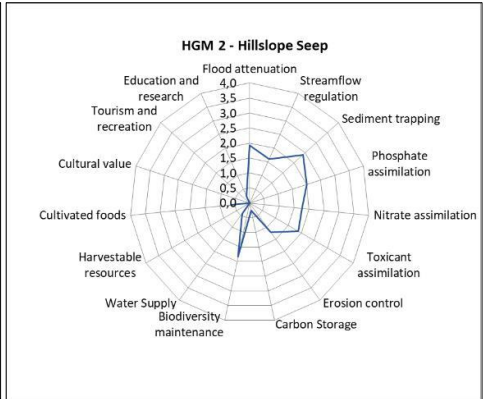 HGM 2 - Hillslope Seep
Flood attenuation
Streamflow
regulation
Sediment trapping
Phosphate
assimilation
Nitrate assimilation
Toxicant
assimilation
Erosion control
Carbon Storage
Biodiversity
maintenance
Water Supply
Harvestable
resources
Cultivated foods
Cultural value
Tourism and
recreation
Education and
research
4,0
3,5
3,0
2,5
2,0
1,5
1,0
0,5
0,0